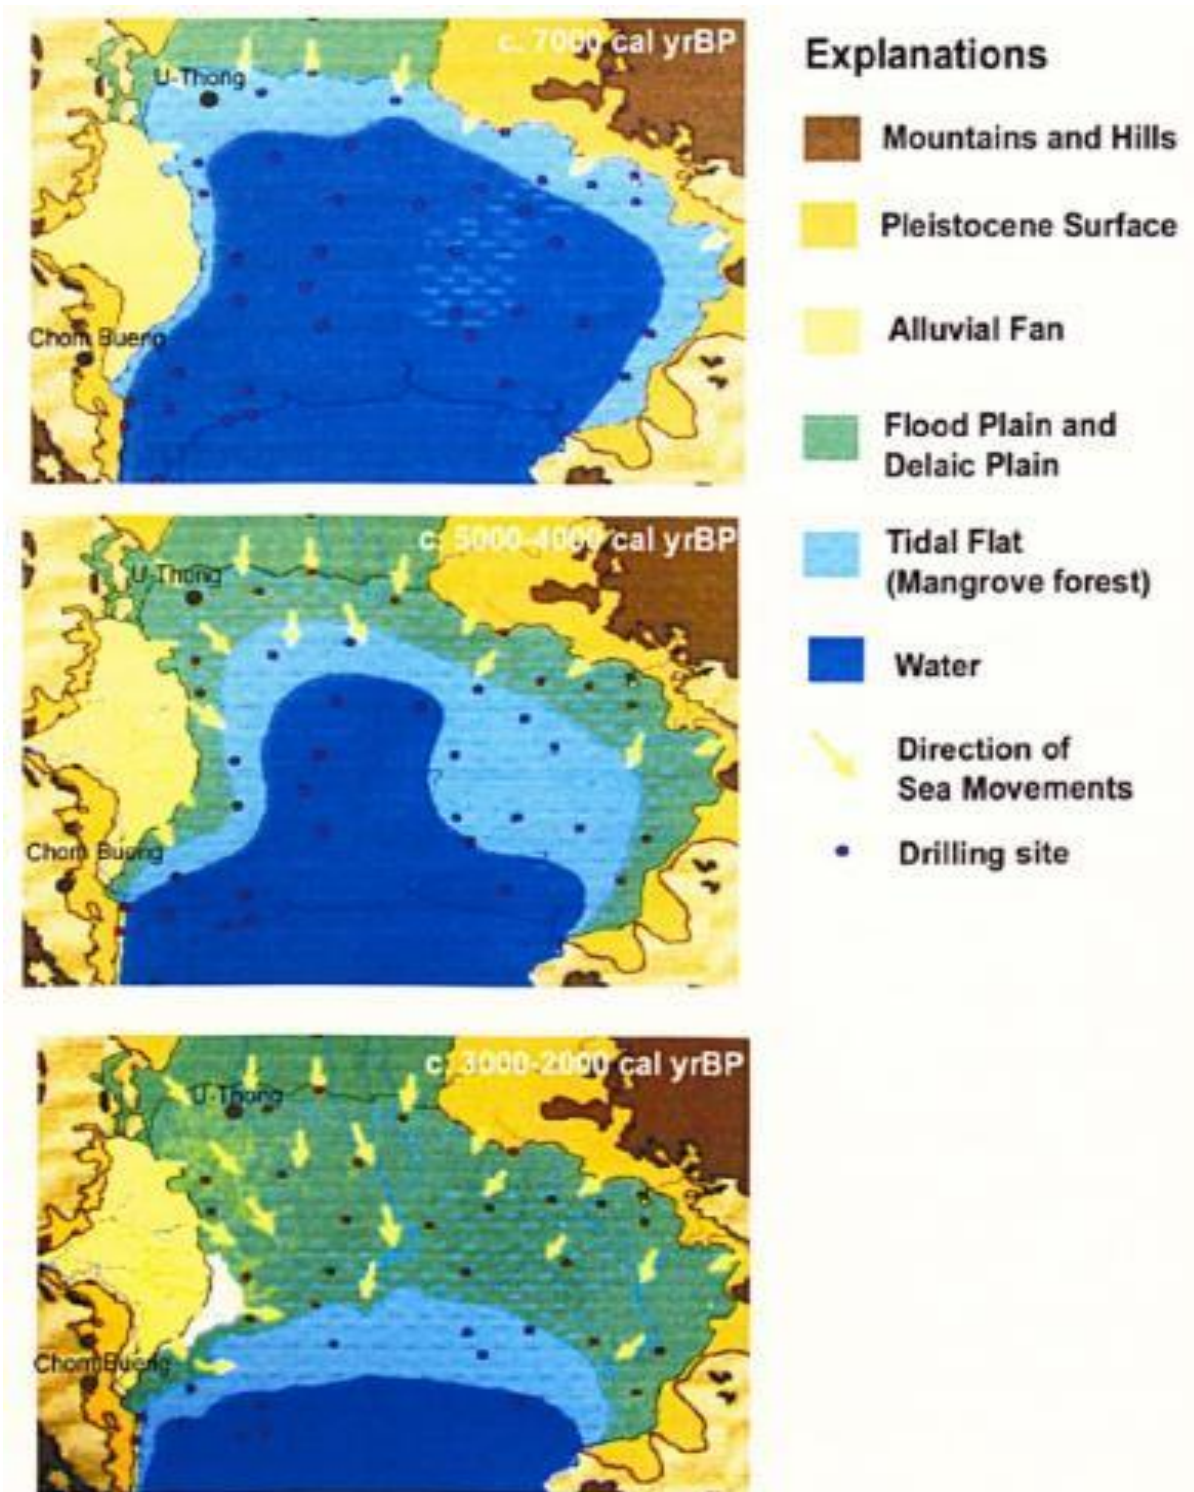 c. 7000 cal yrBP
U-Thong
Chom Bueng
c. 5000-4000 cal yrBP
U-Thong
Chom Bueng
c. 3000-2000 cal yrBP
U-Thong
Chom Bueng
Explanations
Mountains and Hills
Pleistocene Surface
Alluvial Fan
Flood Plain and
Delaic Plain
Tidal Flat
(Mangrove forest)
Water
Direction of
Sea Movements
Drilling site